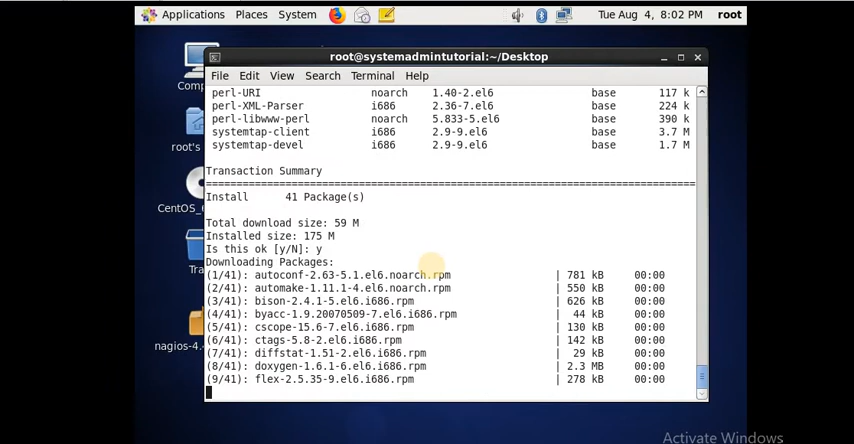 Applications Places System Tue Aug 4, 8:02 PM root
root@systemadmintutorial:~/Desktop
File Edit View Search Terminal Help
Comp
root's
CentOS_6
Tra
nagios-4.
perl-URI noarch 1.40-2.el6 base 117 k
perl-XML-Parser i686 2.36-7.el6 base 224 k
perl-libwww-perl noarch 5.833-5.el6 base 390 k
systemtap-client i686 2.9-9.el6 base 3.7 M
systemtap-devel i686 2.9-9.el6 base 1.7 M
Transaction Summary
================================================================================
Install 41 Package(s)
Total download size: 59 M
Installed size: 175 M
Is this ok [y/N]: y
Downloading Packages:
(1/41): autoconf-2.63-5.1.el6.noarch.rpm | 781 kB 00:00
(2/41): automake-1.11.1-4.el6.noarch.rpm | 550 kB 00:00
(3/41): bison-2.4.1-5.el6.i686.rpm | 626 kB 00:00
(4/41): byacc-1.9.20070509-7.el6.i686.rpm | 44 kB 00:00
(5/41): cscope-15.6-7.el6.i686.rpm | 130 kB 00:00
(6/41): ctags-5.8-2.el6.i686.rpm | 142 kB 00:00
(7/41): diffstat-1.51-2.el6.i686.rpm | 29 kB 00:00
(8/41): doxygen-1.6.1-6.el6.i686.rpm | 2.3 MB 00:00
(9/41): flex-2.5.35-9.el6.i686.rpm | 278 kB 00:00
Activate Windows